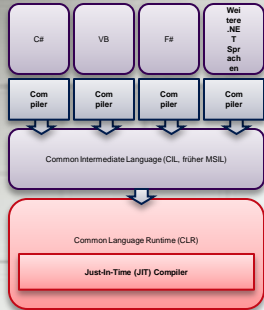 C#
VB
F#
Wei
tere
.NE
T
Spr
ach
en
Com
piler
Com
piler
Com
piler
Com
piler
Common Intermediate Language (CIL, früher MSIL)
Common Language Runtime (CLR)
Just-In-Time (JIT) Compiler